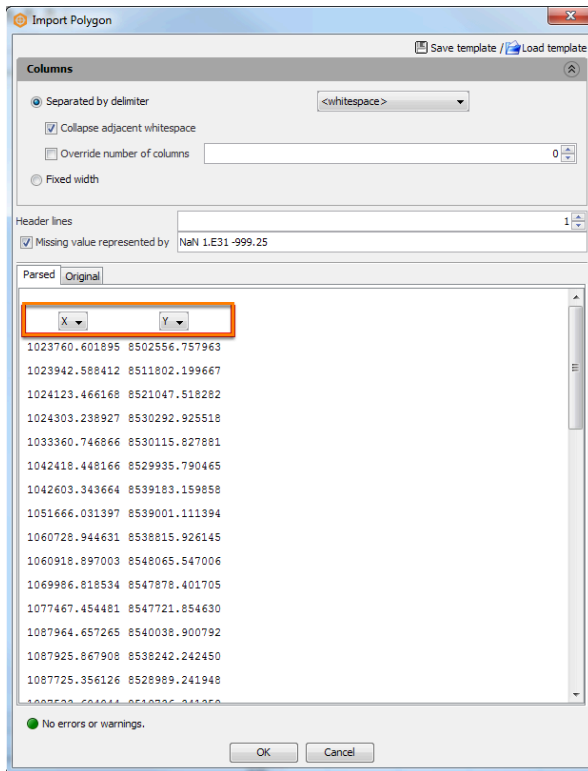 Import Polygon
Save template / Load template
Columns
Separated by delimiter <whitespace>
Collapse adjacent whitespace
Override number of columns 0
Fixed width
Header lines 1
Missing value represented by NaN 1.E31 -999.25
Parsed Original
X Y
1023760.601895 8502556.757963
1023942.588412 8511802.199667
1024123.466168 8521047.518282
1024303.238927 8530292.925518
1033360.746866 8530115.827881
1042418.448166 8529935.790465
1042603.343664 8539183.159858
1051666.031397 8539001.111394
1060728.944631 8538815.926145
1060918.897003 8548065.547006
1069986.818534 8547878.401705
1077467.454481 8547721.854630
1087964.657265 8540038.900792
1087925.867908 8538242.242450
1087725.356126 8528989.241948
No errors or warnings.
OK Cancel